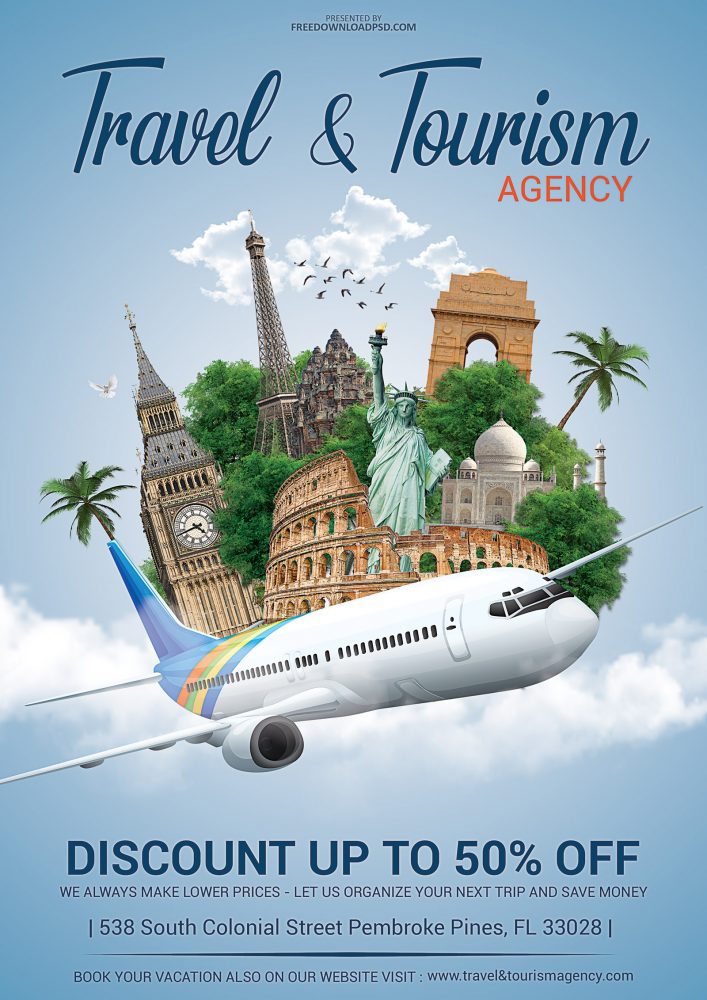 PRESENTED BY
FREEDOWNLOADPSD.COM
Travel & Tourism
AGENCY
DISCOUNT UP TO 50% OFF
WE ALWAYS MAKE LOWER PRICES - LET US ORGANIZE YOUR NEXT TRIP AND SAVE MONEY
| 538 South Colonial Street Pembroke Pines, FL 33028 |
BOOK YOUR VACATION ALSO ON OUR WEBSITE VISIT : www.travel&tourismagency.com